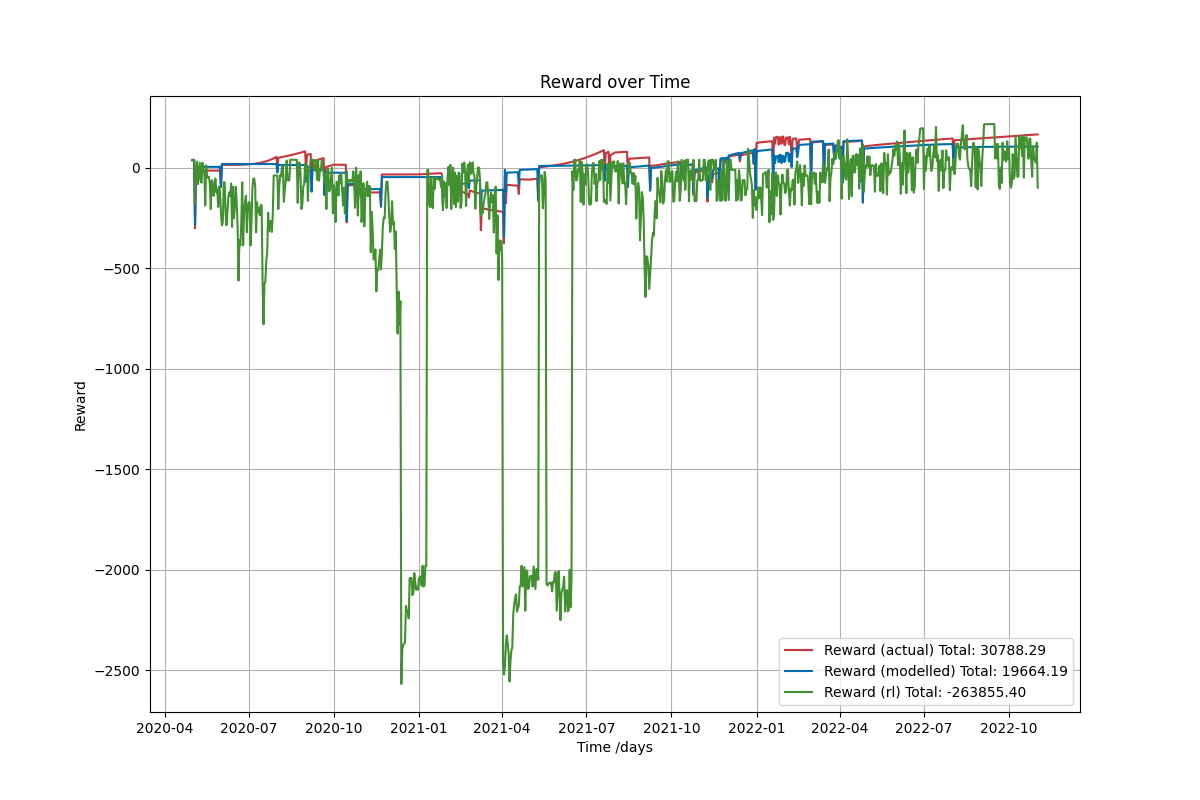 Reward over Time
Reward
0
−500
−1000
−1500
−2000
−2500
Reward (actual) Total: 30788.29
Reward (modelled) Total: 19664.19
Reward (rl) Total: -263855.40
2020-04 2020-07 2020-10 2021-01 2021-04 2021-07 2021-10 2022-01 2022-04 2022-07 2022-10
Time /days